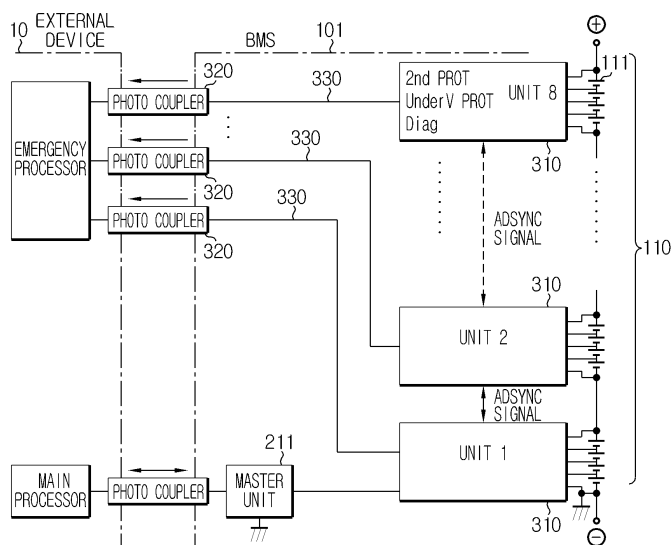 10
EXTERNAL
DEVICE
BMS
101
⊕
320
PHOTO COUPLER
330
2nd PROT
UnderV PROT
Diag
UNIT 8
111
310
EMERGENCY
PROCESSOR
PHOTO COUPLER
320
330
PHOTO COUPLER
320
330
ADSYNC
SIGNAL
110
310
UNIT 2
ADSYNC
SIGNAL
UNIT 1
310
MAIN
PROCESSOR
PHOTO COUPLER
211
MASTER
UNIT
⊖